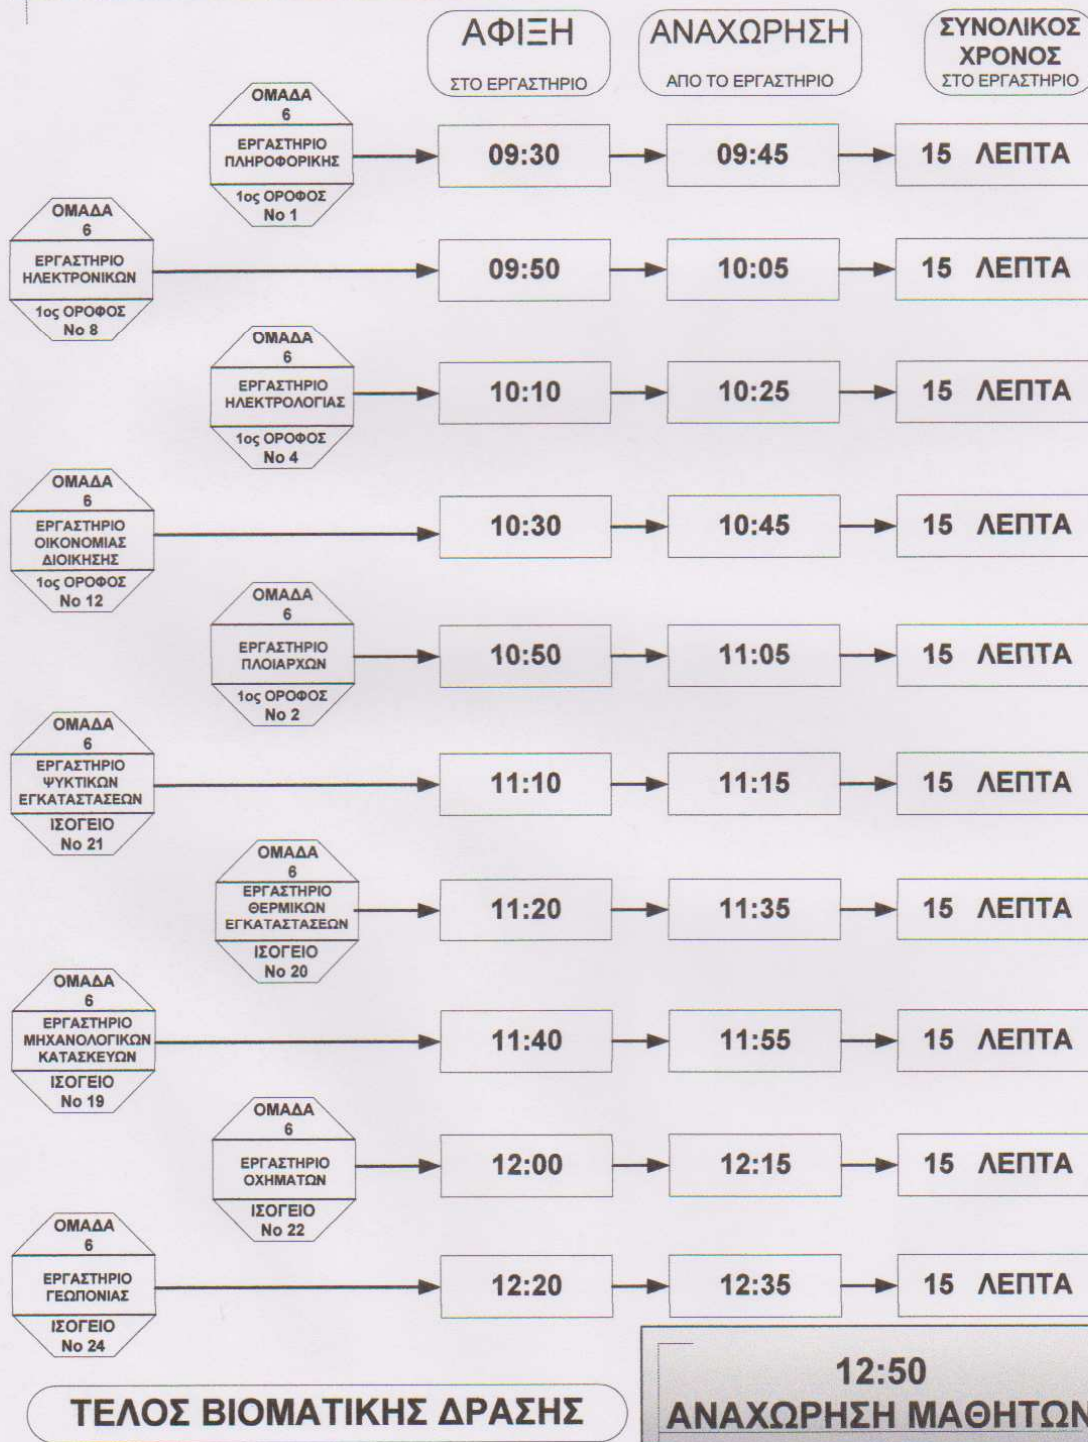 ΑΦΙΞΗ
ΣΤΟ ΕΡΓΑΣΤΗΡΙΟ
ΑΝΑΧΩΡΗΣΗ
ΑΠΟ ΤΟ ΕΡΓΑΣΤΗΡΙΟ
ΣΥΝΟΛΙΚΟΣ
ΧΡΟΝΟΣ
ΣΤΟ ΕΡΓΑΣΤΗΡΙΟ
ΟΜΑΔΑ
6
ΕΡΓΑΣΤΗΡΙΟ
ΠΛΗΡΟΦΟΡΙΚΗΣ
1ος ΟΡΟΦΟΣ
Νο 1
09:30
09:45
15 ΛΕΠΤΑ
ΟΜΑΔΑ
6
ΕΡΓΑΣΤΗΡΙΟ
ΗΛΕΚΤΡΟΝΙΚΩΝ
1ος ΟΡΟΦΟΣ
Νο 8
09:50
10:05
15 ΛΕΠΤΑ
ΟΜΑΔΑ
6
ΕΡΓΑΣΤΗΡΙΟ
ΗΛΕΚΤΡΟΛΟΓΙΑΣ
1ος ΟΡΟΦΟΣ
Νο 4
10:10
10:25
15 ΛΕΠΤΑ
ΟΜΑΔΑ
6
ΕΡΓΑΣΤΗΡΙΟ
ΟΙΚΟΝΟΜΙΑΣ
ΔΙΟΙΚΗΣΗΣ
1ος ΟΡΟΦΟΣ
Νο 12
10:30
10:45
15 ΛΕΠΤΑ
ΟΜΑΔΑ
6
ΕΡΓΑΣΤΗΡΙΟ
ΠΛΟΙΑΡΧΩΝ
1ος ΟΡΟΦΟΣ
Νο 2
10:50
11:05
15 ΛΕΠΤΑ
ΟΜΑΔΑ
6
ΕΡΓΑΣΤΗΡΙΟ
ΨΥΚΤΙΚΩΝ
ΕΓΚΑΤΑΣΤΑΣΕΩΝ
ΙΣΟΓΕΙΟ
Νο 21
11:10
11:15
15 ΛΕΠΤΑ
ΟΜΑΔΑ
6
ΕΡΓΑΣΤΗΡΙΟ
ΘΕΡΜΙΚΩΝ
ΕΓΚΑΤΑΣΤΑΣΕΩΝ
ΙΣΟΓΕΙΟ
Νο 20
11:20
11:35
15 ΛΕΠΤΑ
ΟΜΑΔΑ
6
ΕΡΓΑΣΤΗΡΙΟ
ΜΗΧΑΝΟΛΟΓΙΚΩΝ
ΚΑΤΑΣΚΕΥΩΝ
ΙΣΟΓΕΙΟ
Νο 19
11:40
11:55
15 ΛΕΠΤΑ
ΟΜΑΔΑ
6
ΕΡΓΑΣΤΗΡΙΟ
ΟΧΗΜΑΤΩΝ
ΙΣΟΓΕΙΟ
Νο 22
12:00
12:15
15 ΛΕΠΤΑ
ΟΜΑΔΑ
6
ΕΡΓΑΣΤΗΡΙΟ
ΓΕΩΠΟΝΙΑΣ
ΙΣΟΓΕΙΟ
Νο 24
12:20
12:35
15 ΛΕΠΤΑ
ΤΕΛΟΣ ΒΙΟΜΑΤΙΚΗΣ ΔΡΑΣΗΣ
12:50
ΑΝΑΧΩΡΗΣΗ ΜΑΘΗΤΩΝ